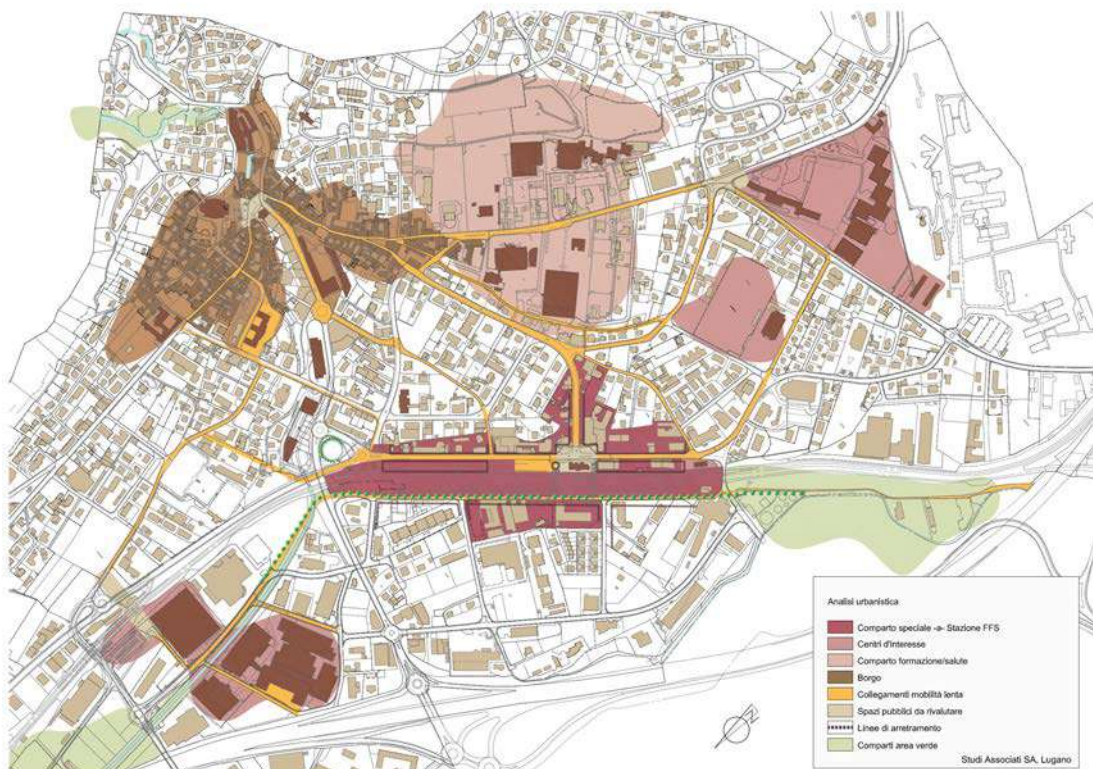 Analisi urbanistica
Comparto speciale -a- Stazione FFS
Centri d'interesse
Comparto formazione/salute
Borgo
Collegamenti mobilità lenta
Spazi pubblici da rivalutare
Linee di arretramento
Comparti area verde
Studi Associati SA, Lugano